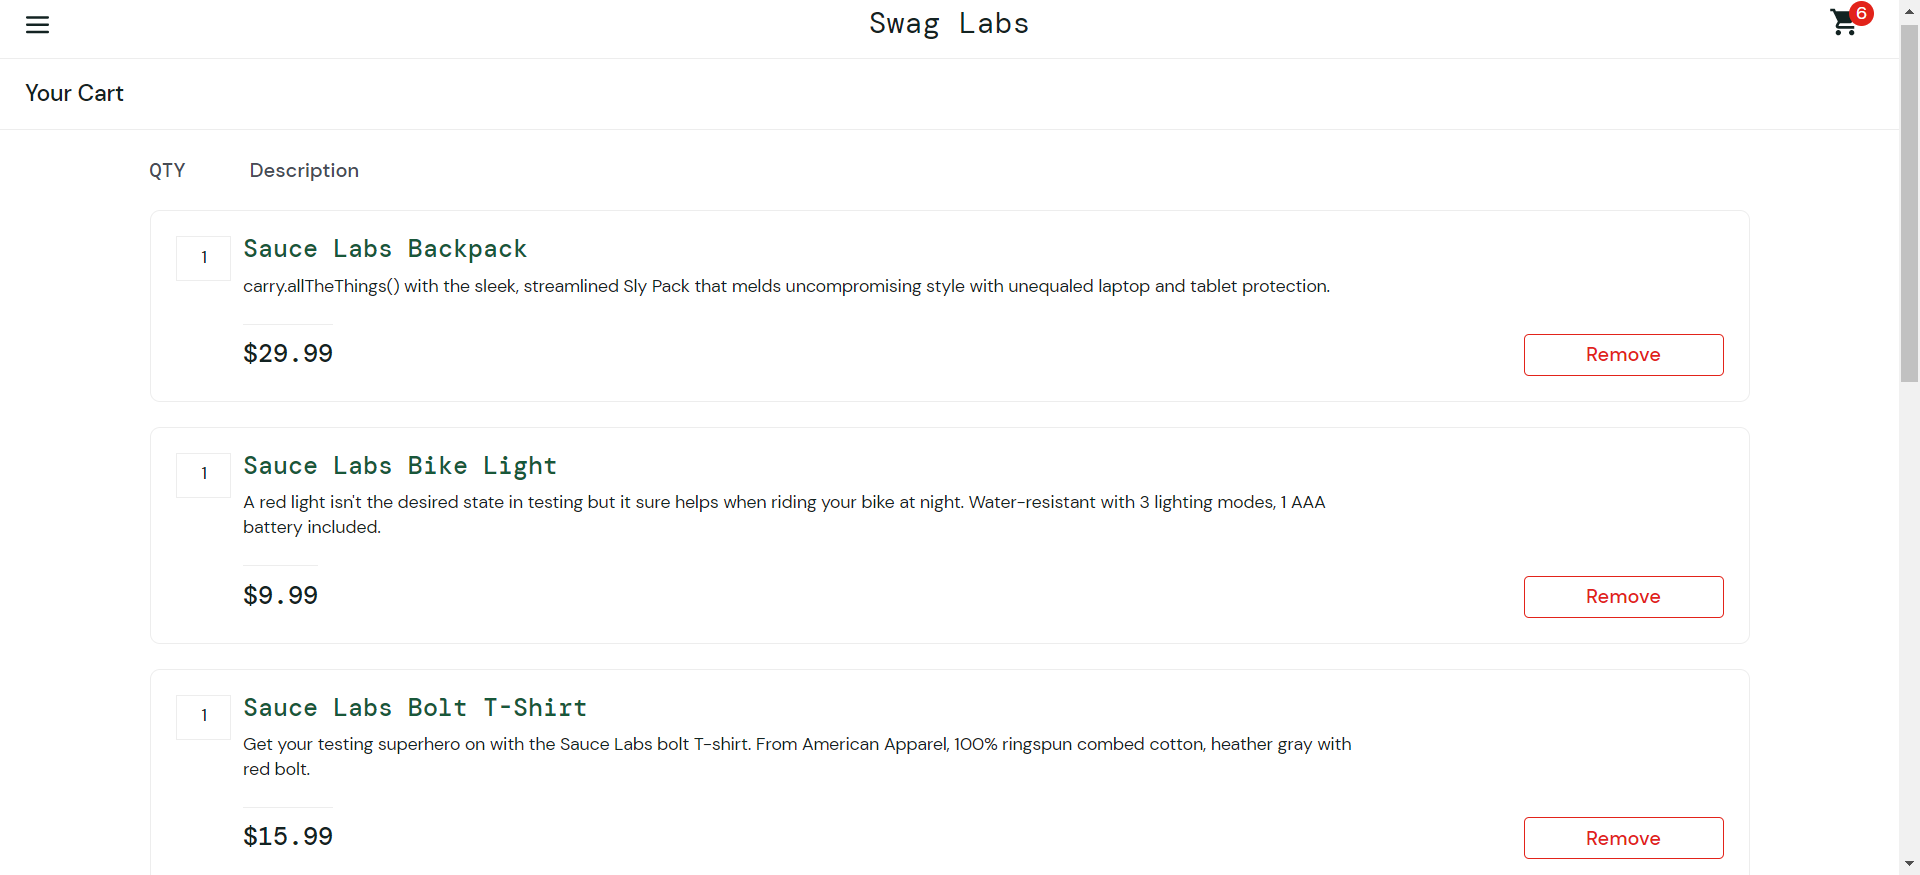 Swag Labs
6
Your Cart
QTY Description
1
Sauce Labs Backpack
carry.allTheThings() with the sleek, streamlined Sly Pack that melds uncompromising style with unequaled laptop and tablet protection.
$29.99
Remove
1
Sauce Labs Bike Light
A red light isn't the desired state in testing but it sure helps when riding your bike at night. Water-resistant with 3 lighting modes, 1 AAA
battery included.
$9.99
Remove
1
Sauce Labs Bolt T-Shirt
Get your testing superhero on with the Sauce Labs bolt T-shirt. From American Apparel, 100% ringspun combed cotton, heather gray with
red bolt.
$15.99
Remove